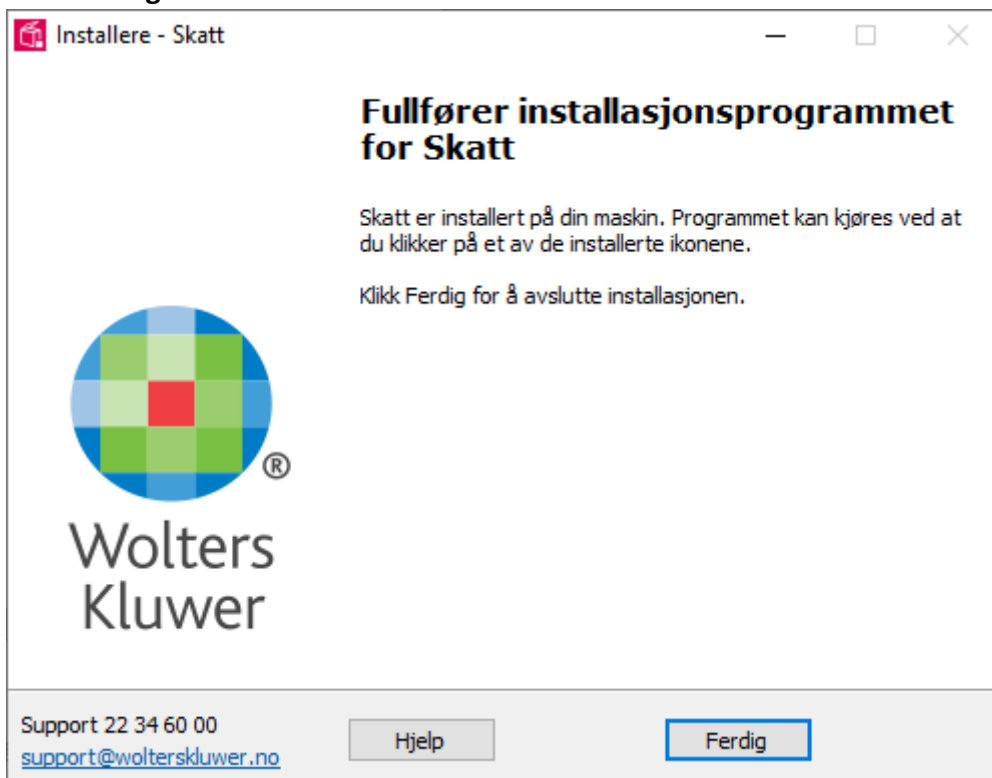 Installere - Skatt
Fullfører installasjonsprogrammet
for Skatt
Skatt er installert på din maskin. Programmet kan kjøres ved at
du klikker på et av de installerte ikonene.
Klikk Ferdig for å avslutte installasjonen.
®
Wolters
Kluwer
Support 22 34 60 00
support@wolterskluwer.no
Hjelp
Ferdig